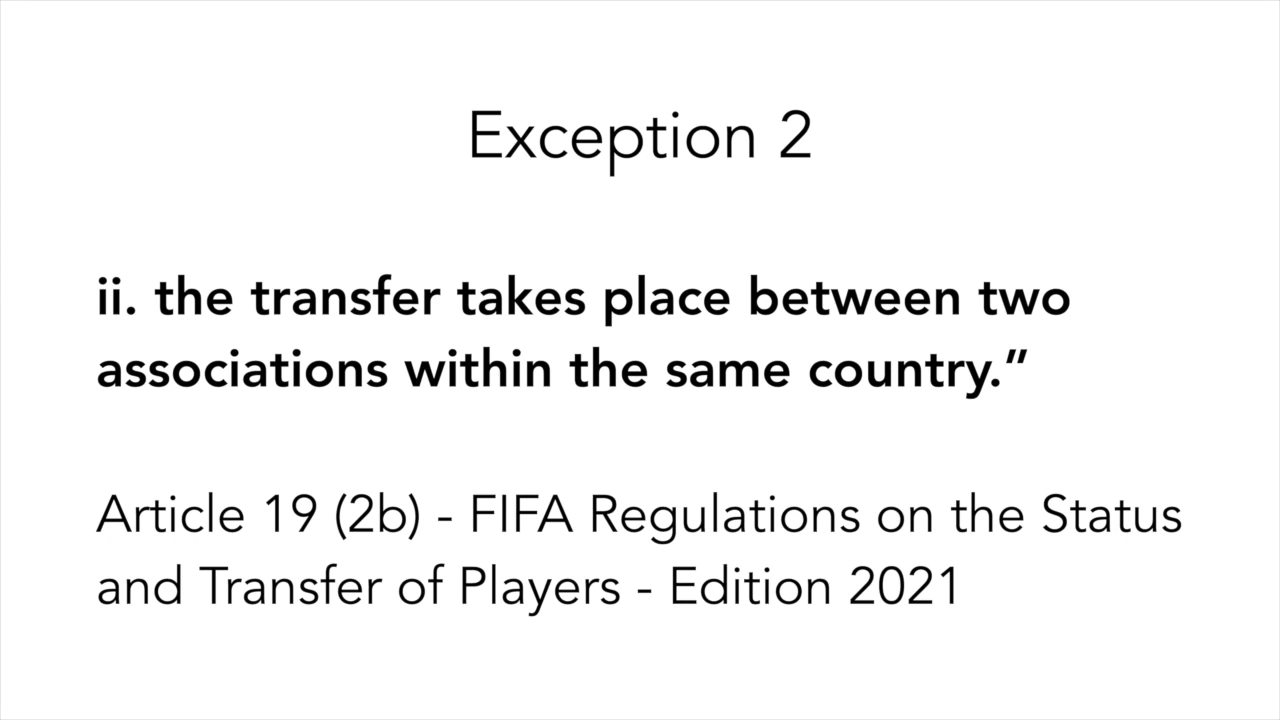 Exception 2
ii. the transfer takes place between two
associations within the same country.”
Article 19 (2b) - FIFA Regulations on the Status
and Transfer of Players - Edition 2021